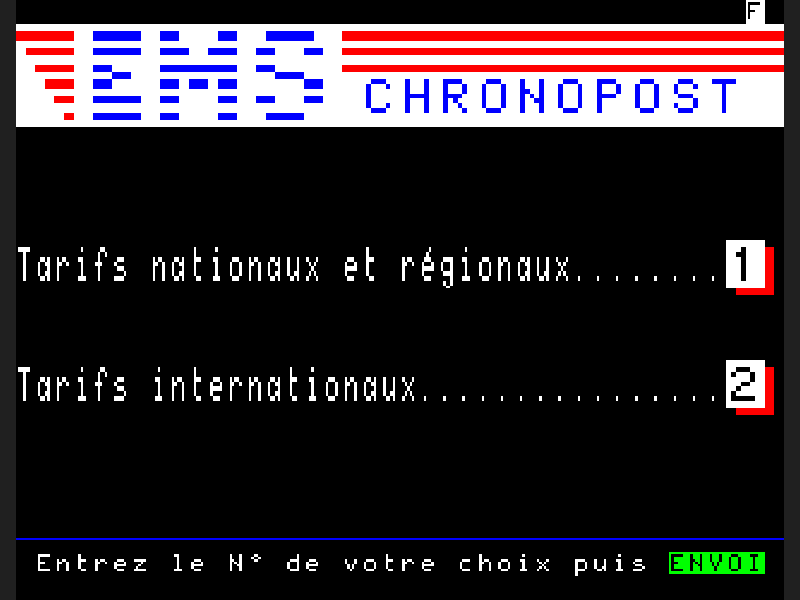 F
EMS
CHRONOPOST
Tarifs nationaux et régionaux........1
Tarifs internationaux................2
Entrez le N° de votre choix puis ENVOI